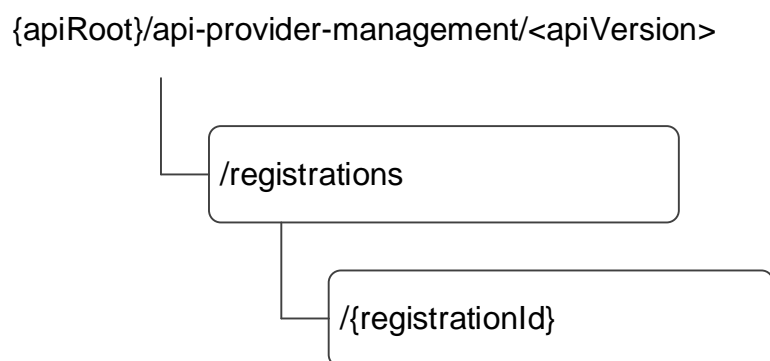 {apiRoot}/api-provider-management/<apiVersion>
/registrations
/{registrationId}